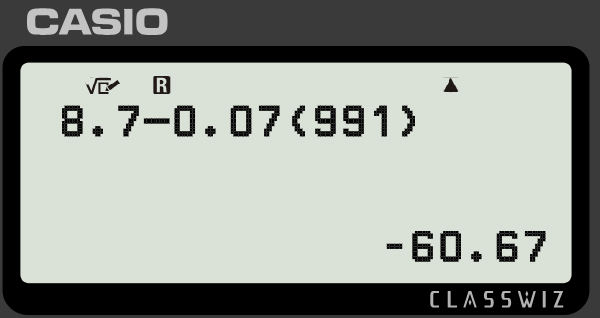 CASIO
√□ R ▲
8.7−0.07(991)
-60.67
CLASSWIZ